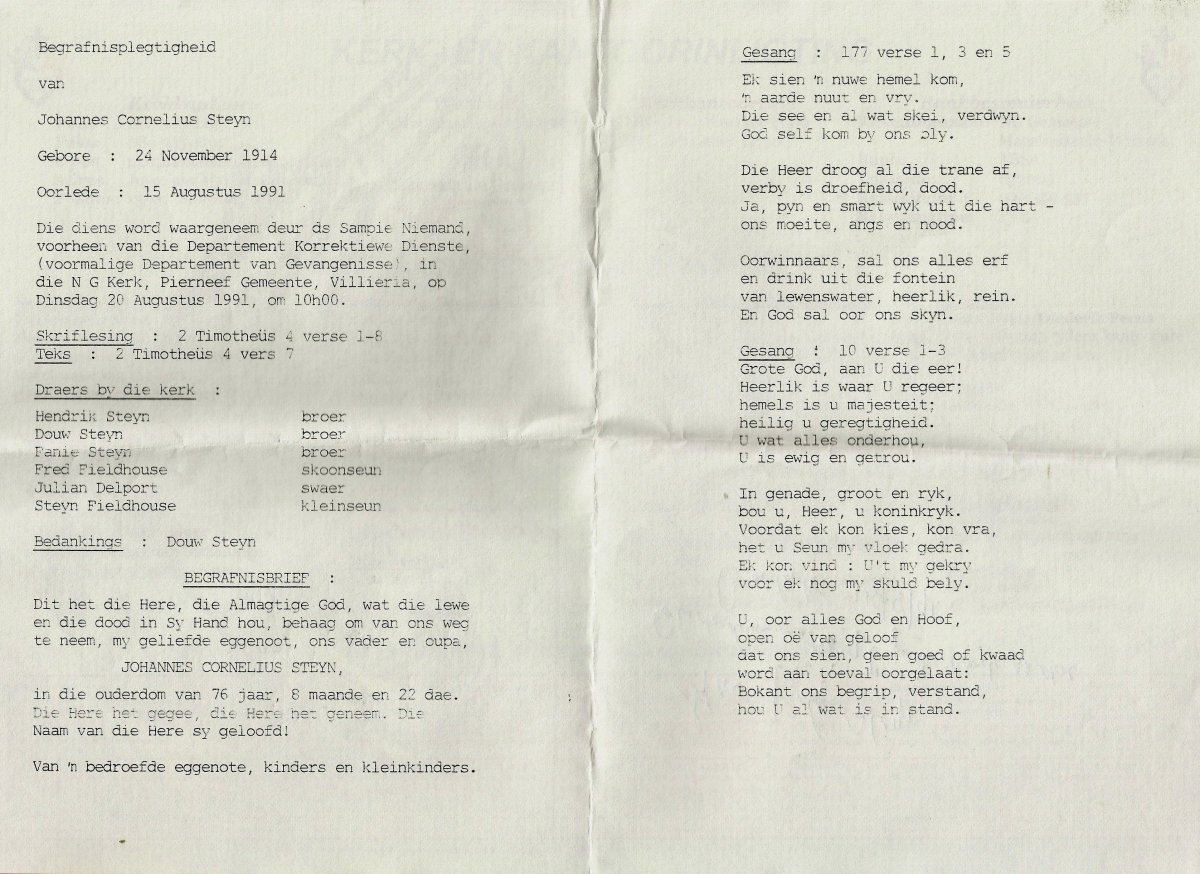 Begrafnisplegtigheid
van
Johannes Cornelius Steyn
Gebore : 24 November 1914
Oorlede : 15 Augustus 1991
Die diens word waargeneem deur ds Sampie Niemand,
voorheen van die Departement Korrektiewe Dienste,
(voormalige Departement van Gevangenisse), in
die N G Kerk, Pierneef Gemeente, Villieria, op
Dinsdag 20 Augustus 1991, om 10h00.
Skriflesing : 2 Timotheüs 4 verse 1-8
Teks : 2 Timotheüs 4 vers 7
Draers by die kerk :
Hendrik Steyn broer
Douw Steyn broer
Fanie Steyn broer
Fred Fieldhouse skoonseun
Julian Delport swaer
Steyn Fieldhouse kleinseun
Bedankings : Douw Steyn
BEGRAFNISBRIEF :
Dit het die Here, die Almagtige God, wat die lewe
en die dood in Sy Hand hou, behaag om van ons weg
te neem, my geliefde eggenoot, ons vader en oupa,
JOHANNES CORNELIUS STEYN,
in die ouderdom van 76 jaar, 8 maande en 22 dae.
Die Here het gegee, die Here het geneem. Die
Naam van die Here sy geloofd!
Van 'n bedroefde eggenote, kinders en kleinkinders.
Gesang : 177 verse 1, 3 en 5
Ek sien 'n nuwe hemel kom,
'n aarde nuut en vry.
Die see en al wat skei, verdwyn.
God self kom by ons bly.
Die Heer droog al die trane af,
verby is droefheid, dood.
Ja, pyn en smart wyk uit die hart -
ons moeite, angs en nood.
Oorwinnaars, sal ons alles erf
en drink uit die fontein
van lewenswater, heerlik, rein.
En God sal oor ons skyn.
Gesang : 10 verse 1-3
Grote God, aan U die eer!
Heerlik is waar U regeer;
hemels is u majesteit;
heilig u geregtigheid.
U wat alles onderhou,
U is ewig en getrou.
In genade, groot en ryk,
bou u, Heer, u koninkryk.
Voordat ek kon kies, kon vra,
het u Seun my vloek gedra.
Ek kon vind : U't my gekry
voor ek nog my skuld bely.
U, oor alles God en Hoof,
open oë van geloof
dat ons sien, geen goed of kwaad
word aan toeval oorgelaat:
Bokant ons begrip, verstand,
hou U al wat is in stand.